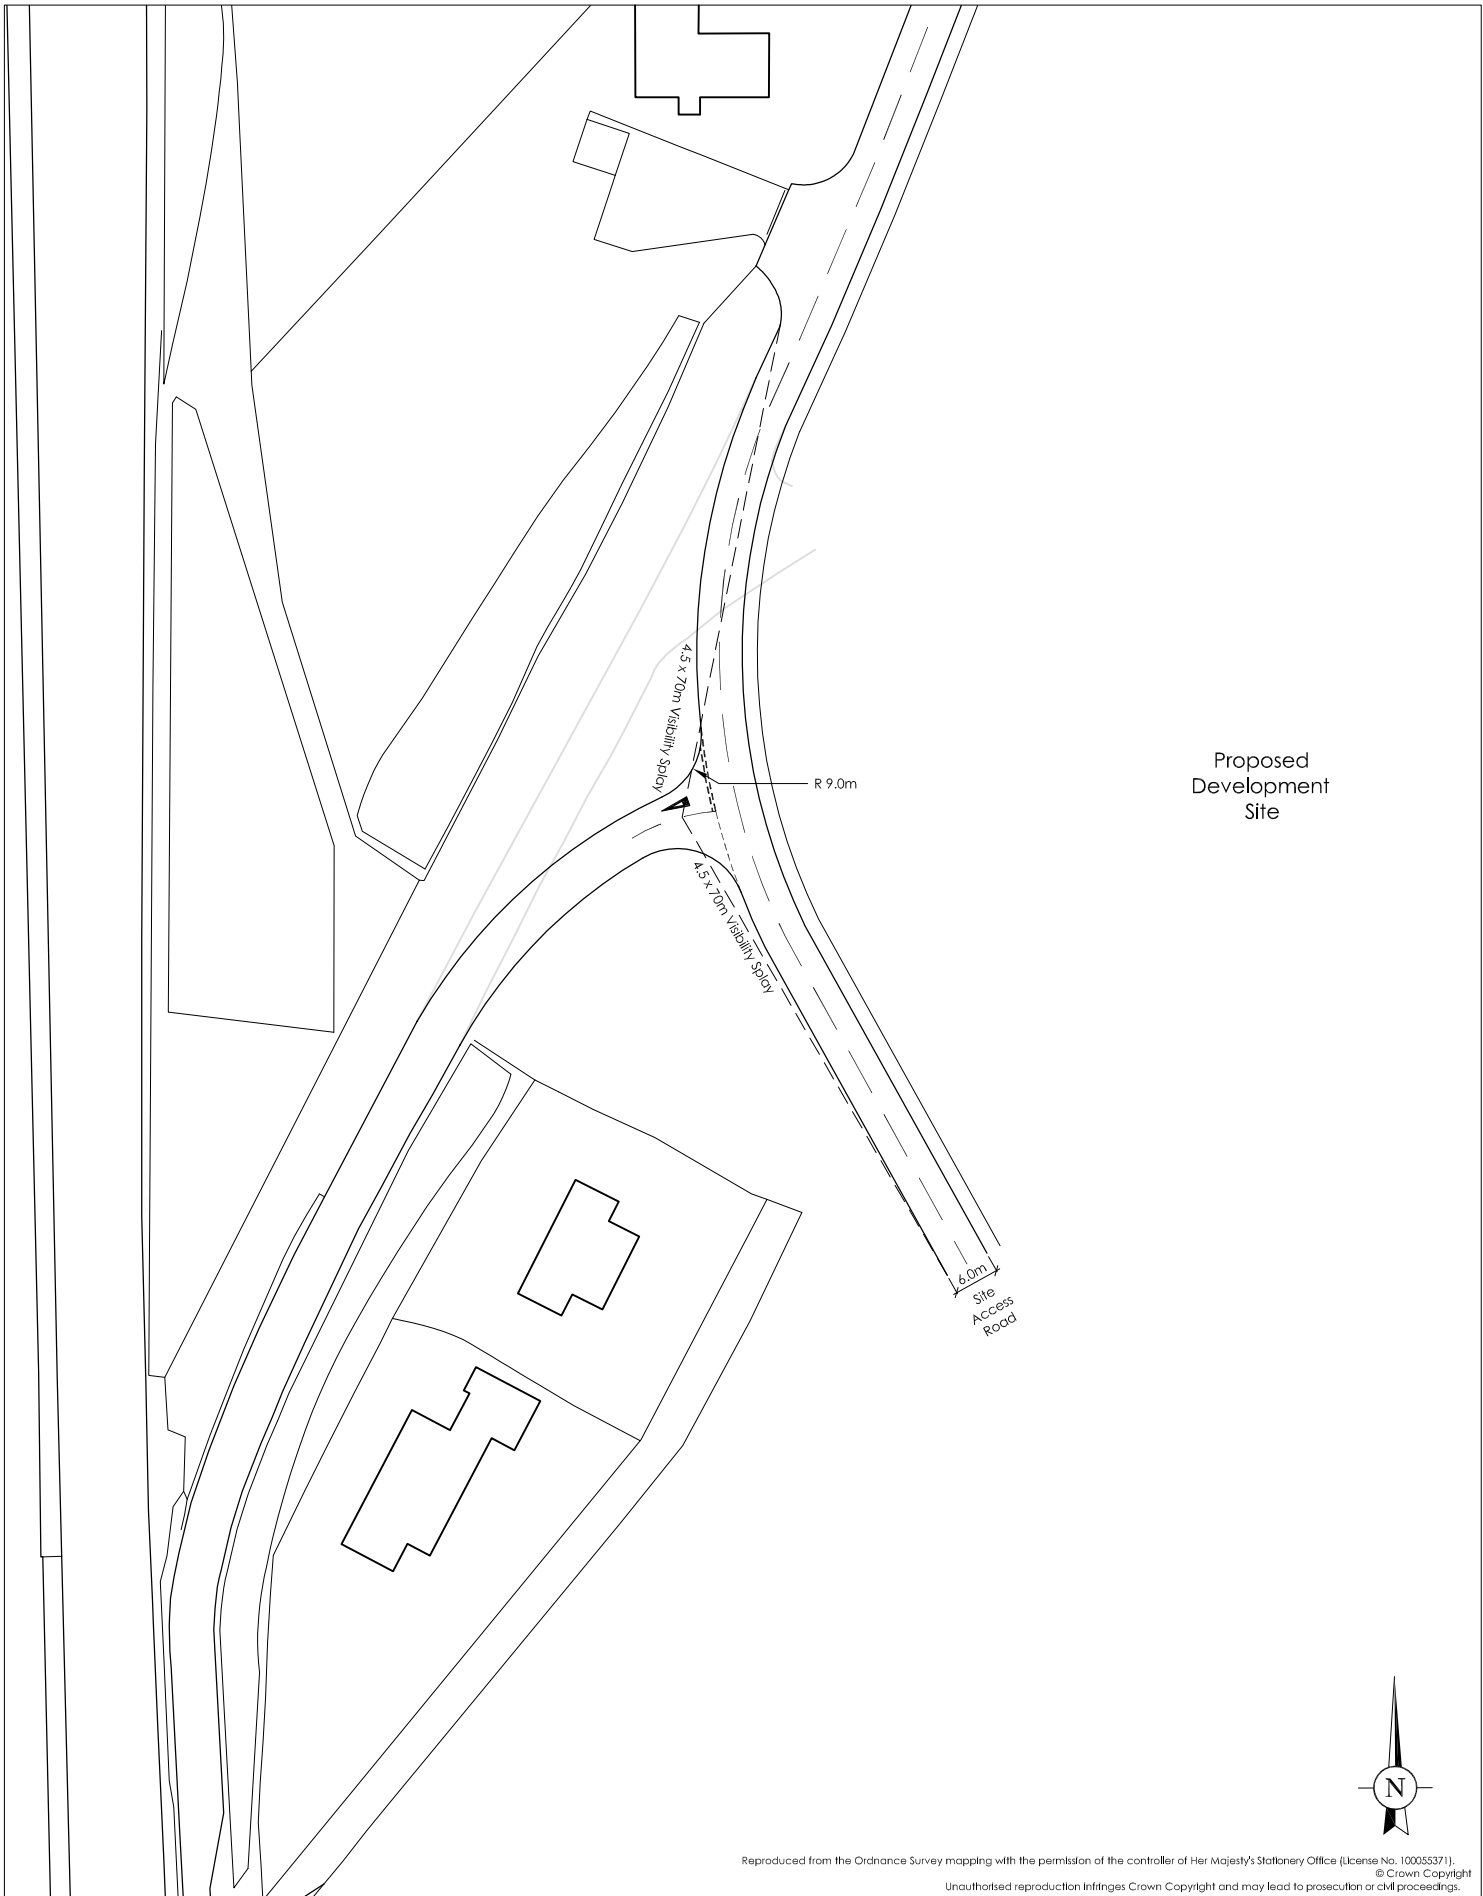 4.5 x 70m Visibility Splay
R 9.0m
Proposed
Development
Site
4.5 x 70m Visibility Splay
6.0m
Site
Access
Road
N
Reproduced from the Ordnance Survey mapping with the permission of the controller of Her Majesty's Stationery Office (License No. 100055371).
© Crown Copyright
Unauthorised reproduction infringes Crown Copyright and may lead to prosecution or civil proceedings.